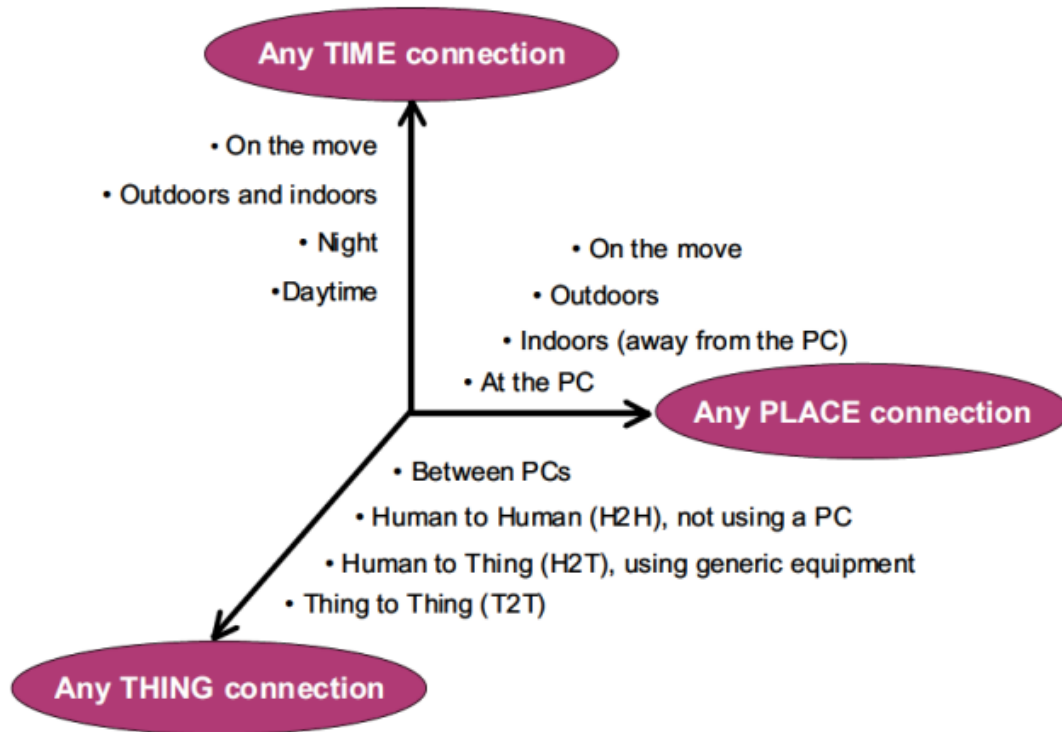 Any TIME connection
• On the move
• Outdoors and indoors
• Night
•Daytime
• On the move
• Outdoors
• Indoors (away from the PC)
• At the PC
Any PLACE connection
• Between PCs
• Human to Human (H2H), not using a PC
• Human to Thing (H2T), using generic equipment
• Thing to Thing (T2T)
Any THING connection